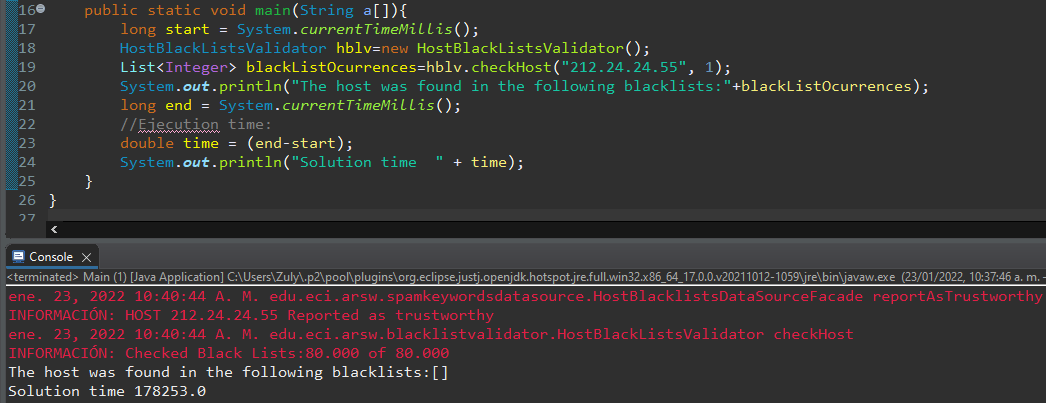 16 public static void main(String a[]){
17 long start = System.currentTimeMillis();
18 HostBlackListsValidator hblv=new HostBlackListsValidator();
19 List<Integer> blackListOcurrences=hblv.checkHost("212.24.24.55", 1);
20 System.out.println("The host was found in the following blacklists:"+blackListOcurrences);
21 long end = System.currentTimeMillis();
22 //Ejecution time:
23 double time = (end-start);
24 System.out.println("Solution time  " + time);
25 }
26 }
27
Console
<terminated> Main (1) [Java Application] C:\Users\Zuly\.p2\pool\plugins\org.eclipse.justj.openjdk.hotspot.jre.full.win32.x86_64_17.0.0.v20211012-1059\jre\bin\javaw.exe (23/01/2022, 10:37:46 a. m. –
ene. 23, 2022 10:40:44 A. M. edu.eci.arsw.spamkeywordsdatasource.HostBlacklistsDataSourceFacade reportAsTrustworthy
INFORMACIÓN: HOST 212.24.24.55 Reported as trustworthy
ene. 23, 2022 10:40:44 A. M. edu.eci.arsw.blacklistvalidator.HostBlackListsValidator checkHost
INFORMACIÓN: Checked Black Lists:80.000 of 80.000
The host was found in the following blacklists:[]
Solution time 178253.0